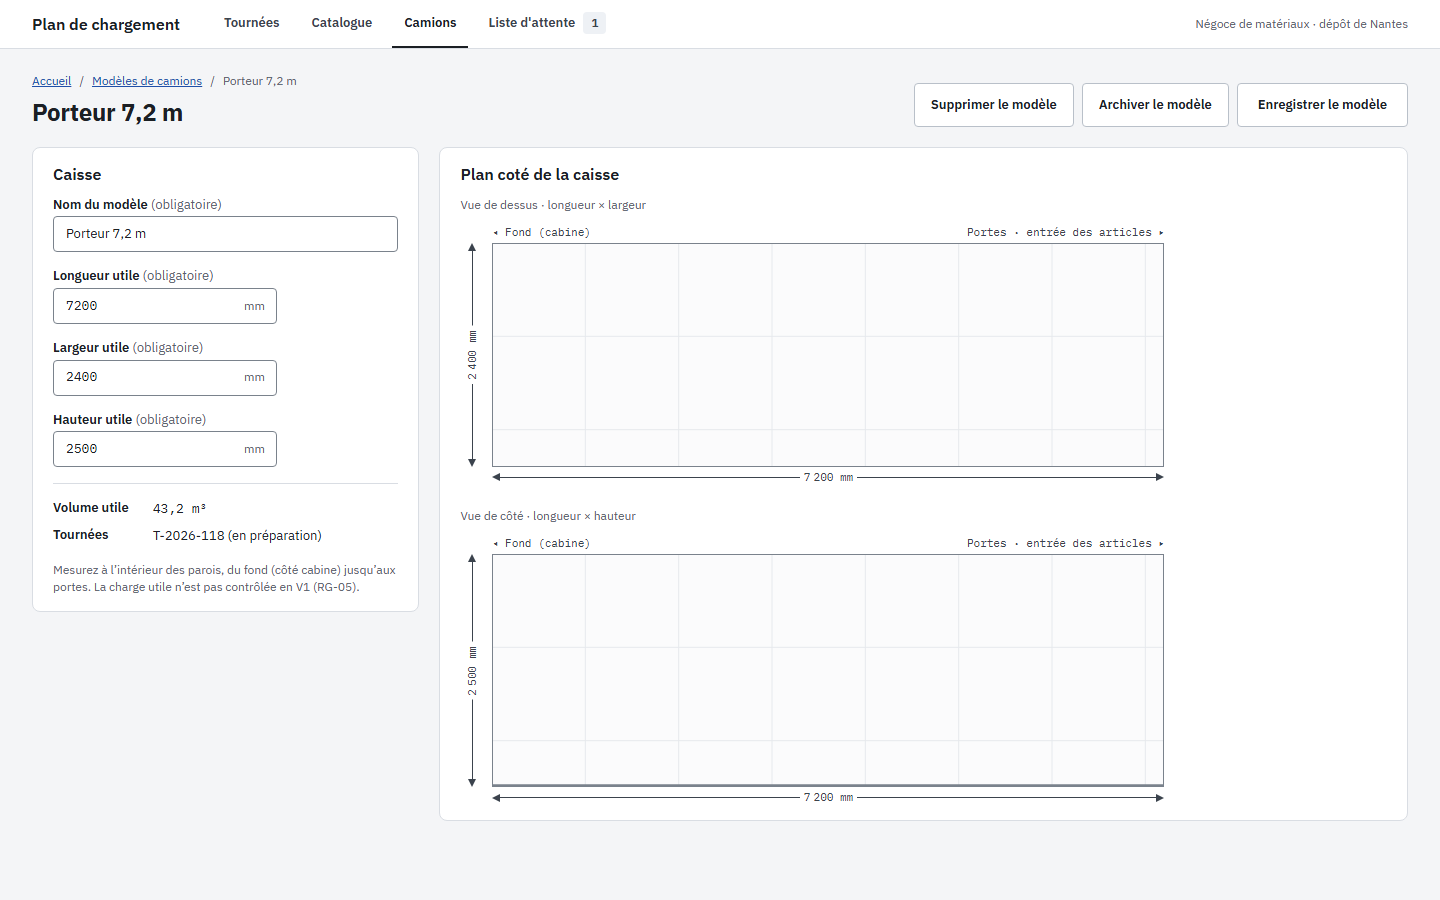 Plan de chargement
Tournées
Catalogue
Camions
Liste d'attente 1
Négoce de matériaux · dépôt de Nantes
Accueil / Modèles de camions / Porteur 7,2 m
Porteur 7,2 m
Supprimer le modèle
Archiver le modèle
Enregistrer le modèle
Caisse
Nom du modèle (obligatoire)
Porteur 7,2 m
Longueur utile (obligatoire)
7200 mm
Largeur utile (obligatoire)
2400 mm
Hauteur utile (obligatoire)
2500 mm
Volume utile 43,2 m³
Tournées T-2026-118 (en préparation)
Mesurez à l’intérieur des parois, du fond (côté cabine) jusqu’aux
portes. La charge utile n’est pas contrôlée en V1 (RG-05).
Plan coté de la caisse
Vue de dessus · longueur × largeur
◂ Fond (cabine)
Portes · entrée des articles ▸
2 400 mm
7 200 mm
Vue de côté · longueur × hauteur
◂ Fond (cabine)
Portes · entrée des articles ▸
2 500 mm
7 200 mm